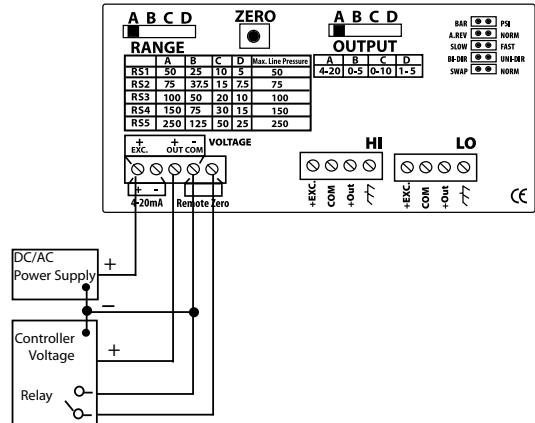 A B C D
ZERO
A B C D
RANGE
OUTPUT
A B C D Max. Line Pressure
RS1 50 25 10 5 50
RS2 75 37.5 15 7.5 75
RS3 100 50 20 10 100
RS4 150 75 30 15 150
RS5 250 125 50 25 250
A B C D
4-20 0-5 0-10 1-5
BAR PSI
A.REV NORM
SLOW FAST
BI-DIR UNI-DIR
SWAP NORM
+ + -
EXC. OUT COM VOLTAGE
+ -
4-20mA Remote Zero
HI
+EXC. COM +Out
LO
+EXC. COM +Out
CE
DC/AC
Power Supply +
–
Controller
Voltage +
Relay